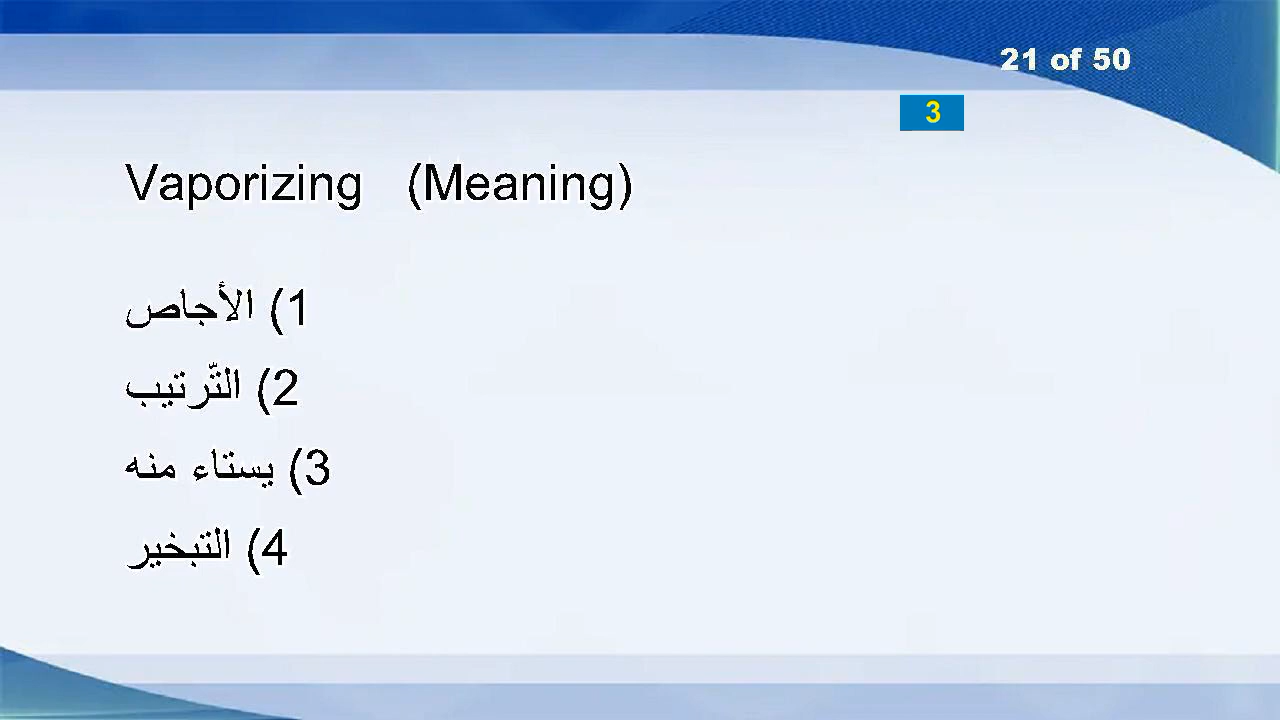 21 of 50
3
Vaporizing (Meaning)
1) الأجاص
2) التّرتيب
3) يستاء منه
4) التبخير